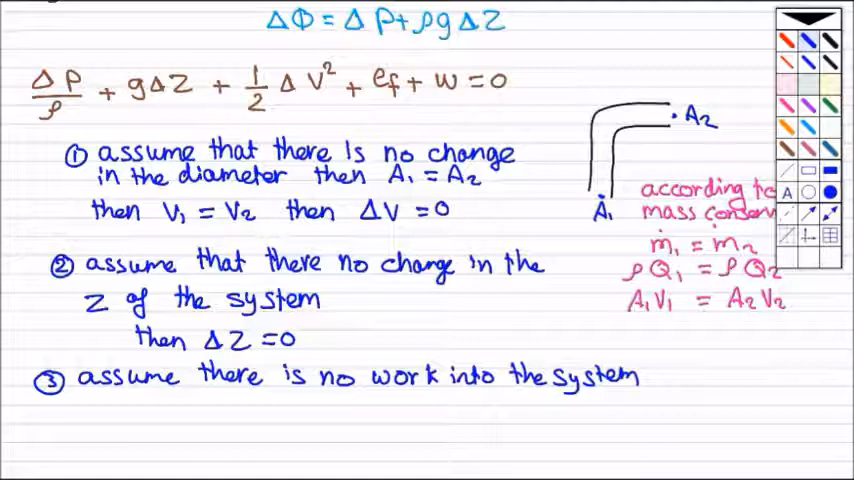 ΔΦ = ΔP + ρgΔZ
ΔP/ρ + gΔZ + 1/2 ΔV² + ef + w = 0
① assume that there is no change
in the diameter then A₁ = A₂
then V₁ = V₂ then ΔV = 0
② assume that there no change in the
Z of the system
then ΔZ = 0
③ assume there is no work into the system
A₂
A₁
according to
mass conserv
ṁ₁ = ṁ₂
ρQ₁ = ρQ₂
A₁V₁ = A₂V₂
A